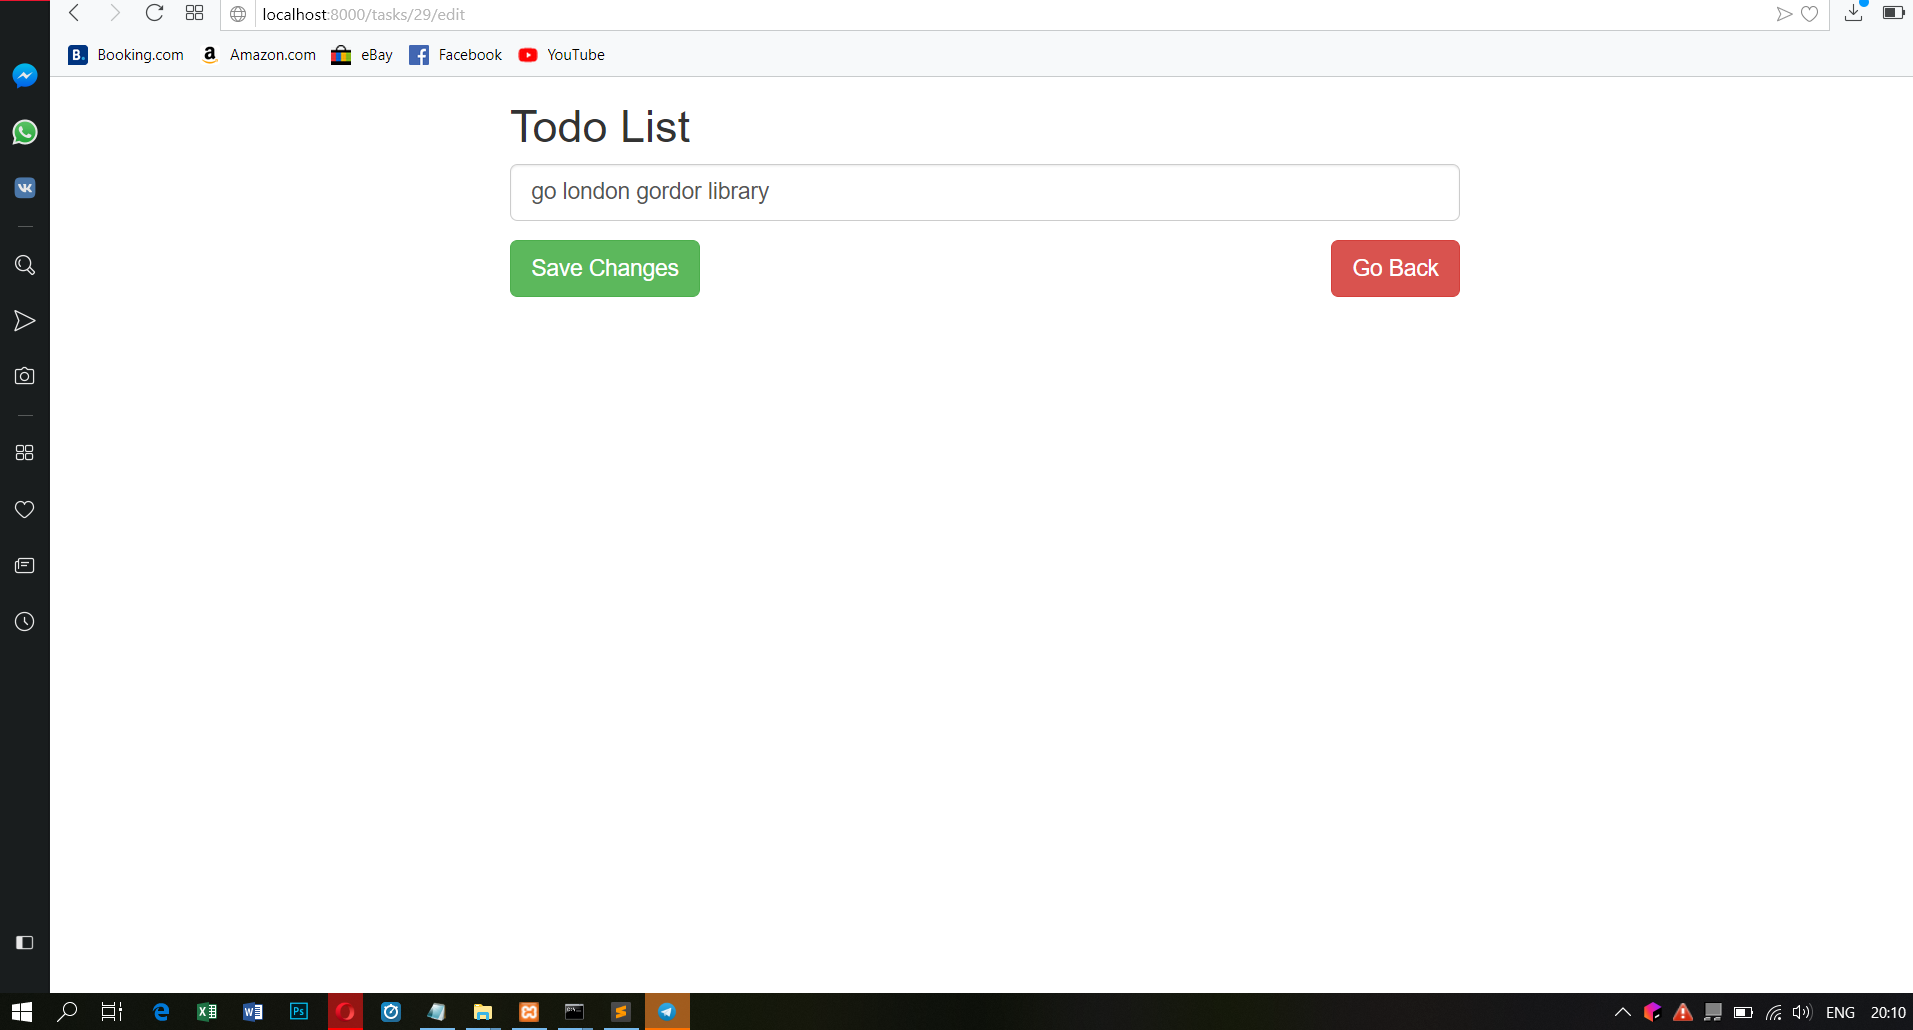 localhost:8000/tasks/29/edit
B. Booking.com a Amazon.com eBay Facebook YouTube
Todo List
go london gordor library
Save Changes Go Back
ENG 20:10